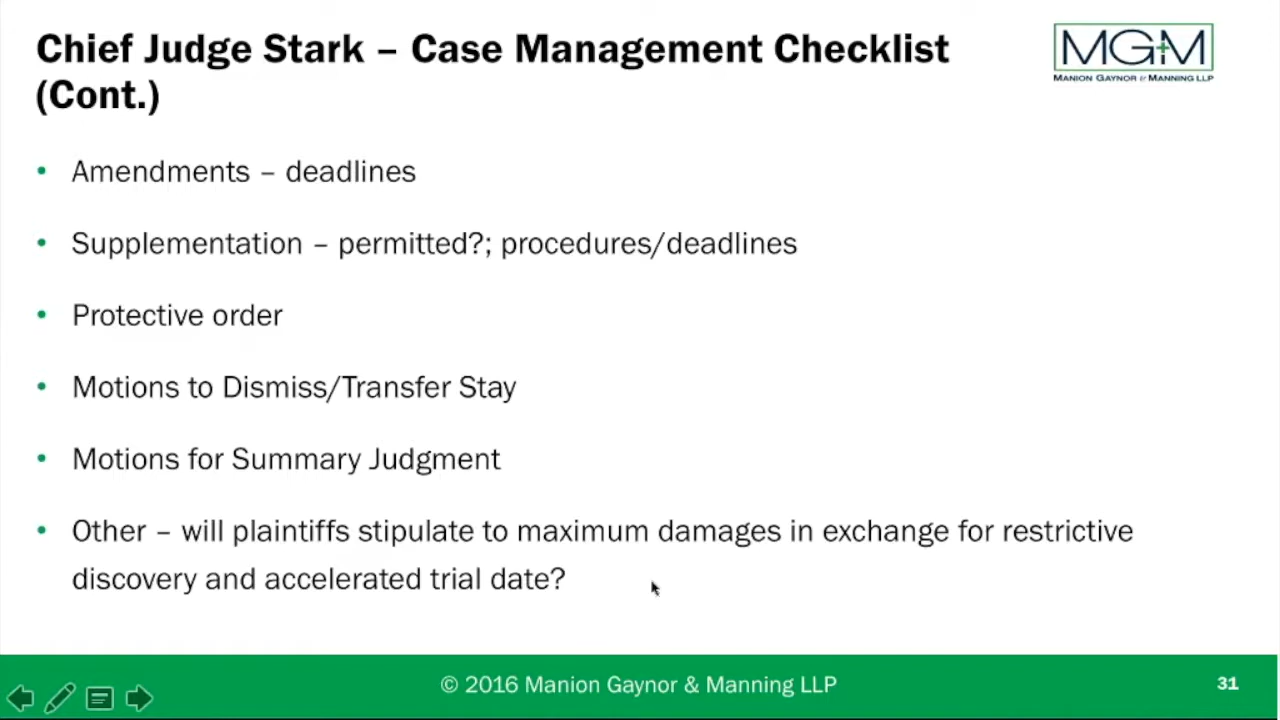 Chief Judge Stark – Case Management Checklist
(Cont.)
MG+M
MANION GAYNOR & MANNING LLP
• Amendments – deadlines
• Supplementation – permitted?; procedures/deadlines
• Protective order
• Motions to Dismiss/Transfer Stay
• Motions for Summary Judgment
• Other – will plaintiffs stipulate to maximum damages in exchange for restrictive
discovery and accelerated trial date?
© 2016 Manion Gaynor & Manning LLP
31